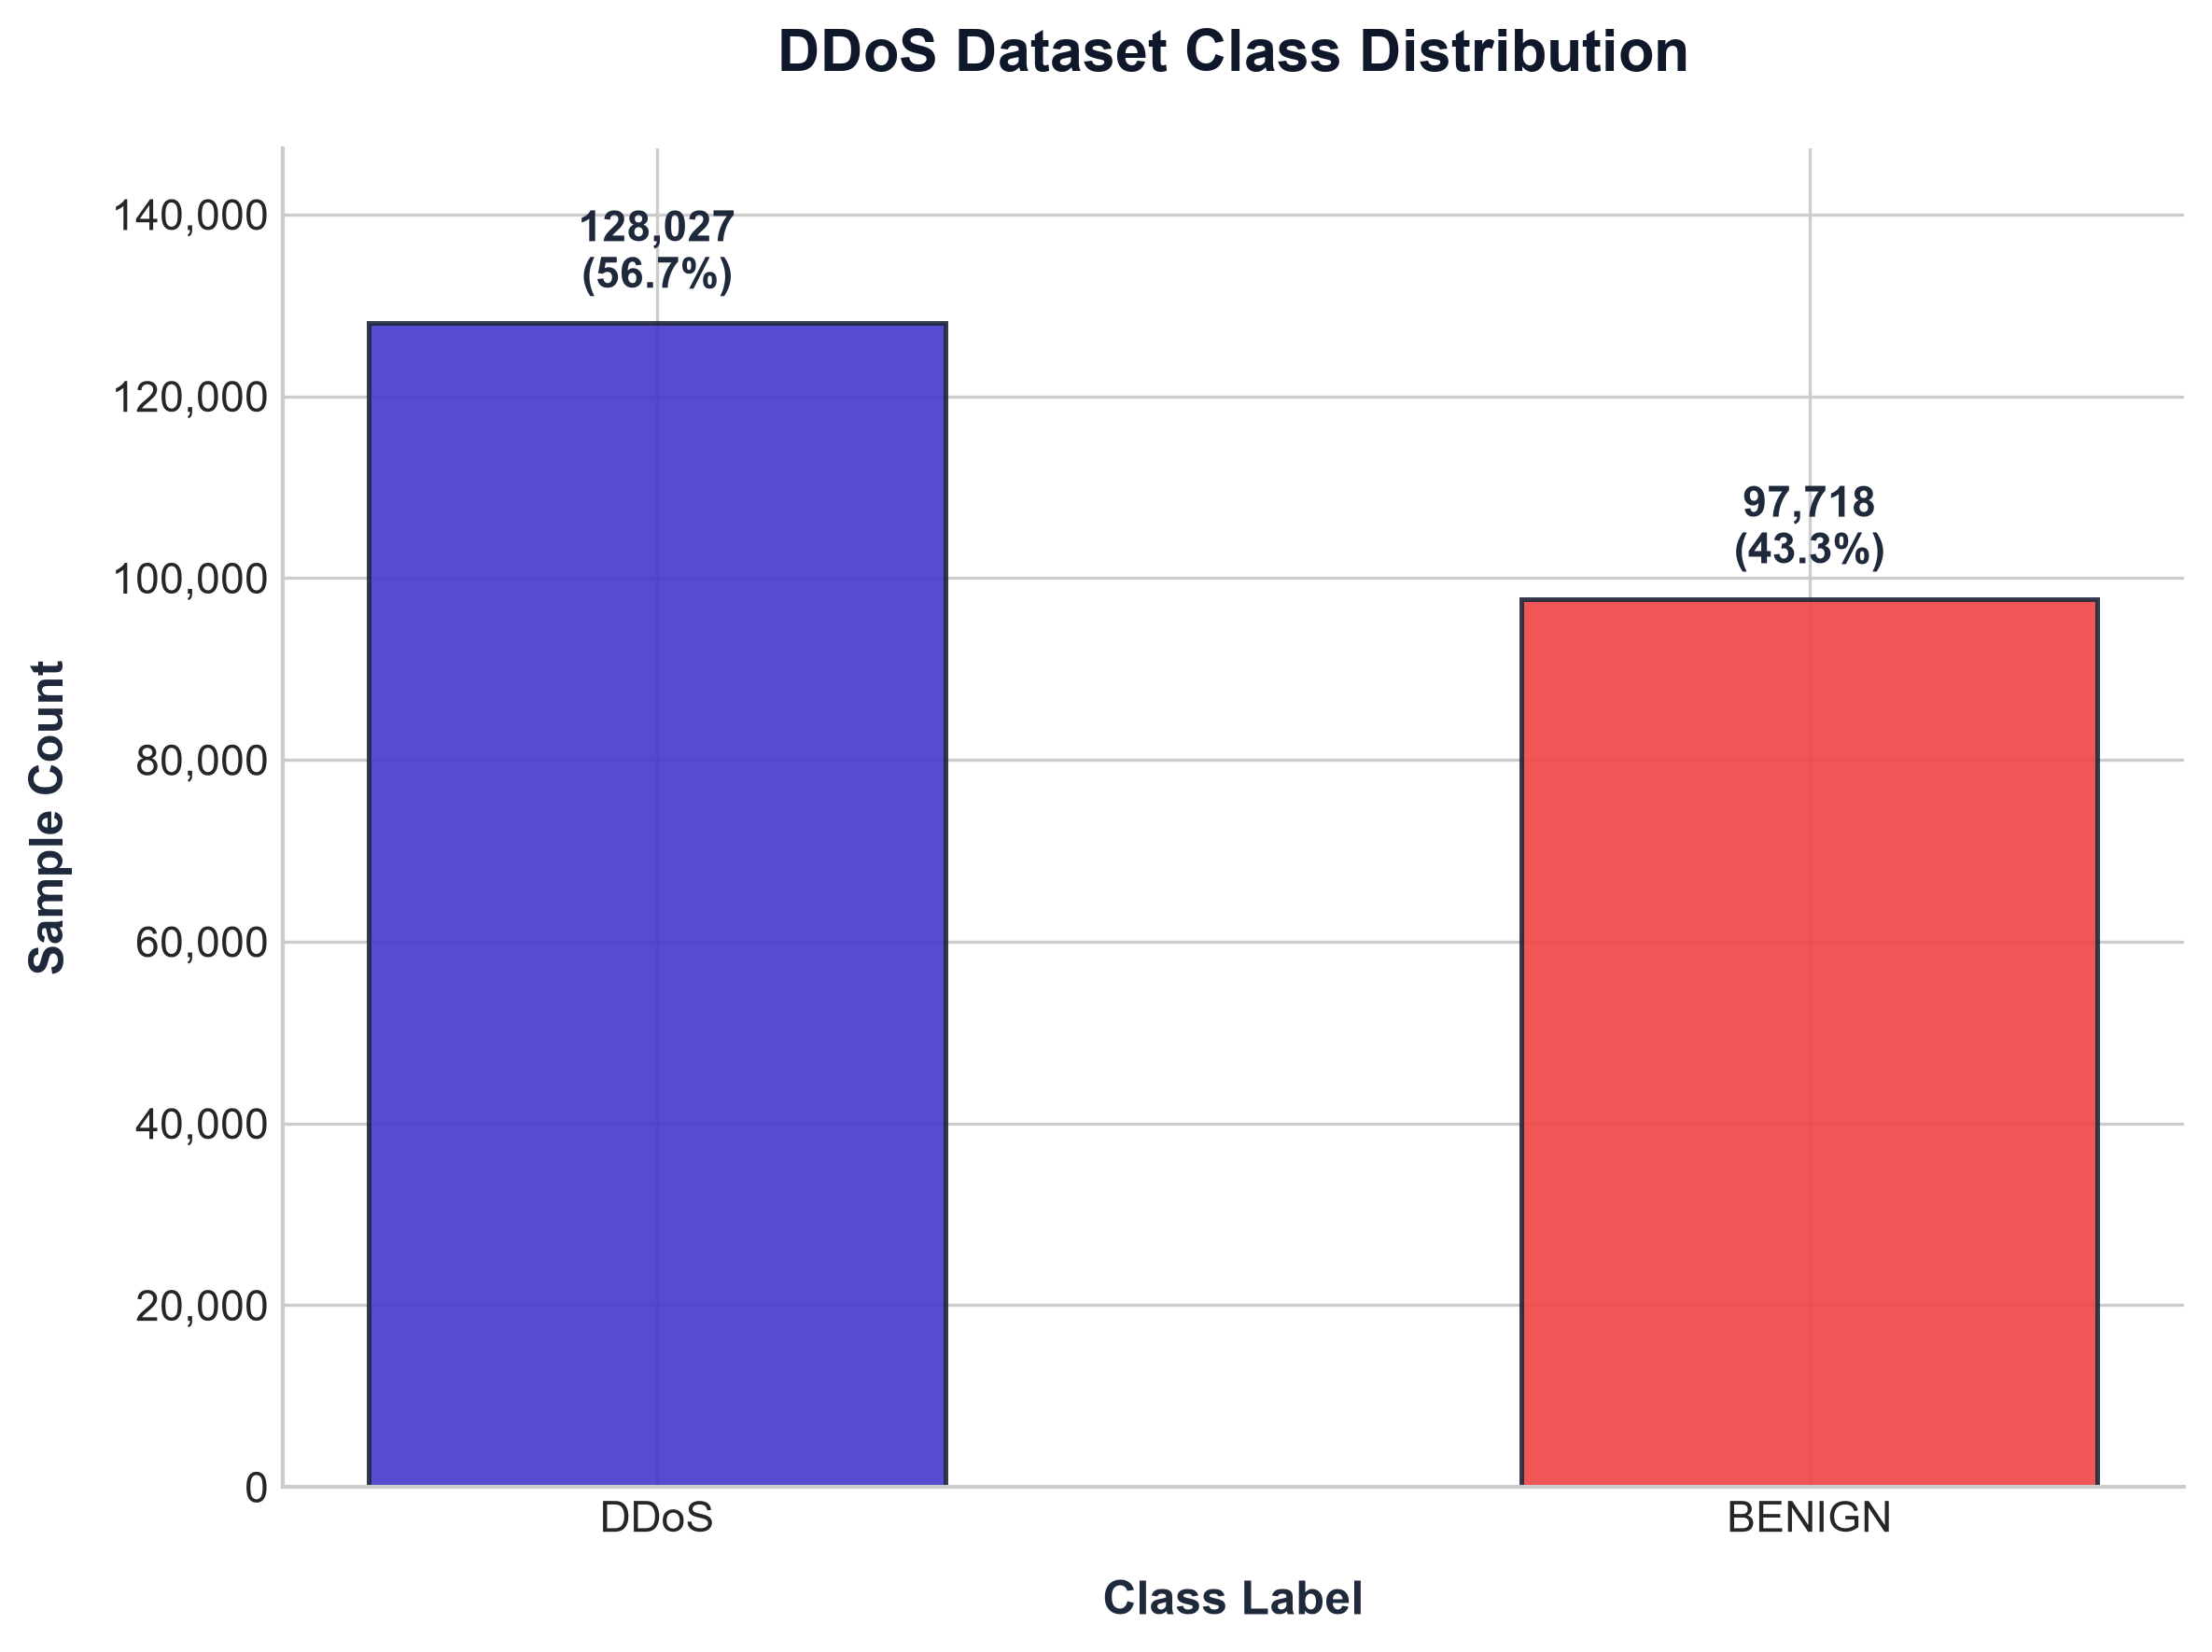 DDoS Dataset Class Distribution
140,000
120,000
100,000
80,000
60,000
40,000
20,000
0
Sample Count
128,027
(56.7%)
97,718
(43.3%)
DDoS
BENIGN
Class Label